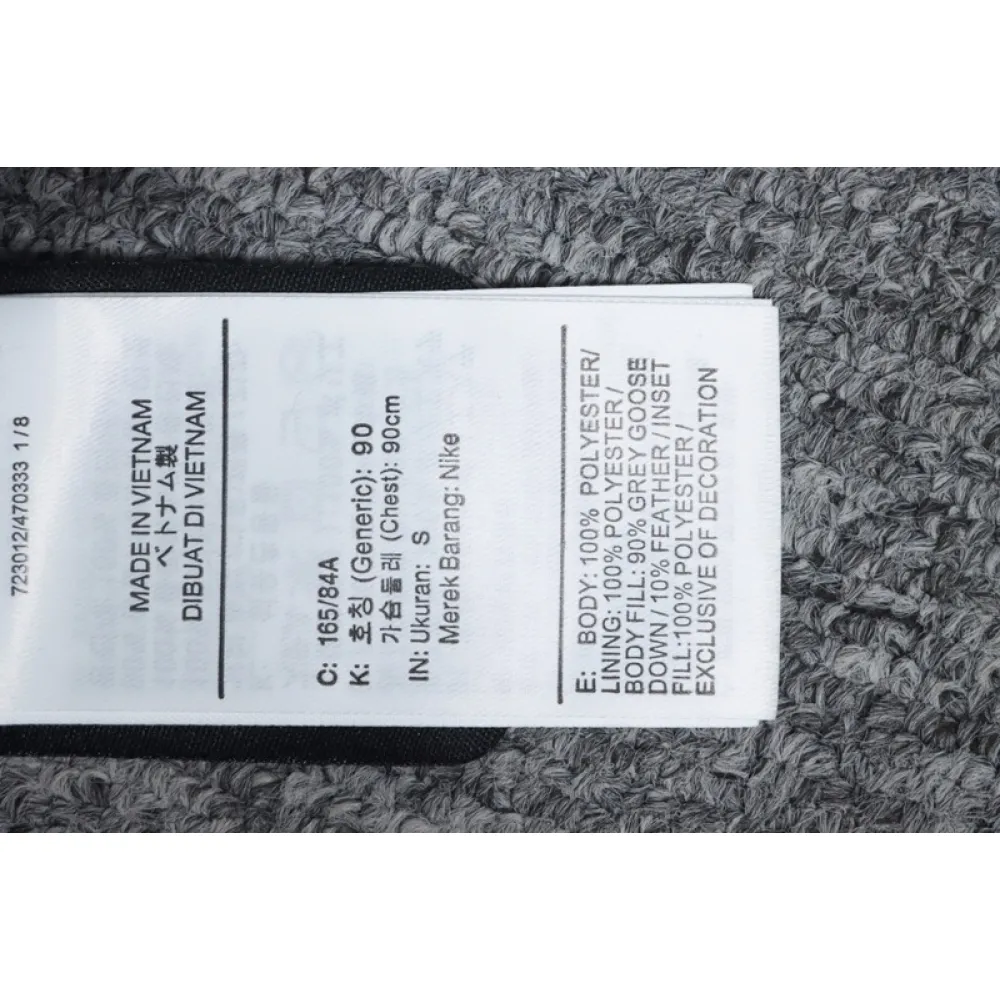 723012/470333 1/8
MADE IN VIETNAM
ベトナム製
DIBUAT DI VIETNAM
C: 165/84A
K: 호칭 (Generic): 90
가슴둘레 (Chest): 90cm
IN: Ukuran: S
Merek Barang: Nike
E: BODY: 100% POLYESTER/
LINING: 100% POLYESTER/
BODY FILL: 90% GREY GOOSE
DOWN / 10% FEATHER / INSET
FILL:100% POLYESTER /
EXCLUSIVE OF DECORATION